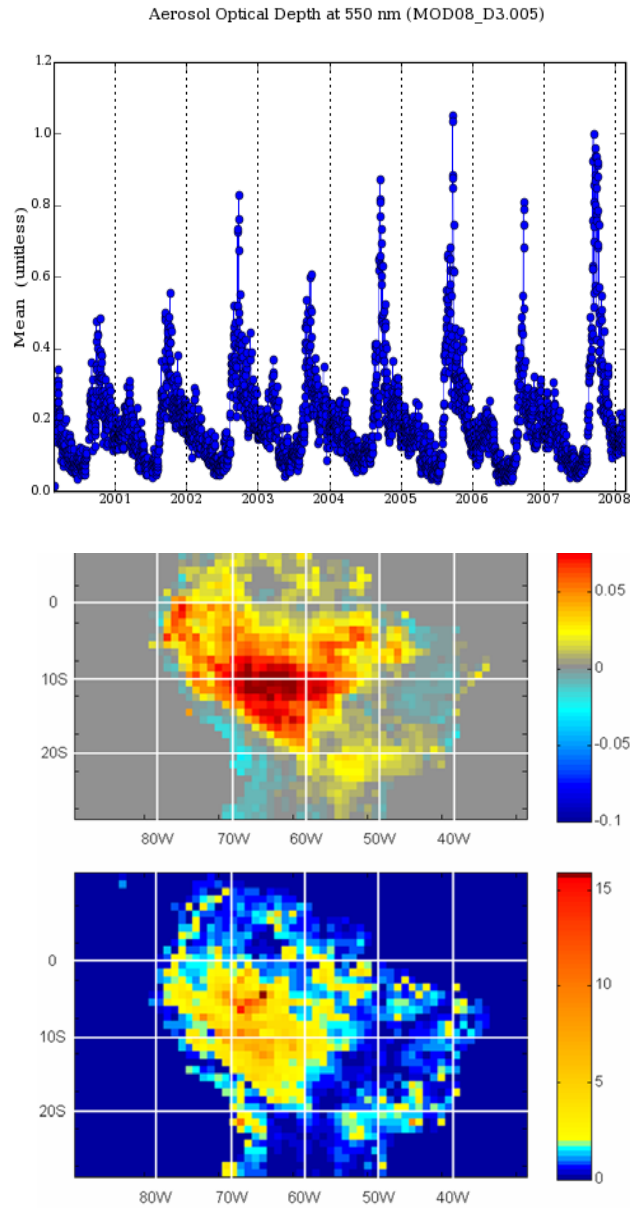 Aerosol Optical Depth at 550 nm (MOD08_D3.005)
Mean (unitless)
1.2
1.0
0.8
0.6
0.4
0.2
0.0
2001 2002 2003 2004 2005 2006 2007 2008
0
10S
20S
80W 70W 60W 50W 40W
0.05
0
-0.05
-0.1
0
10S
20S
80W 70W 60W 50W 40W
15
10
5
0